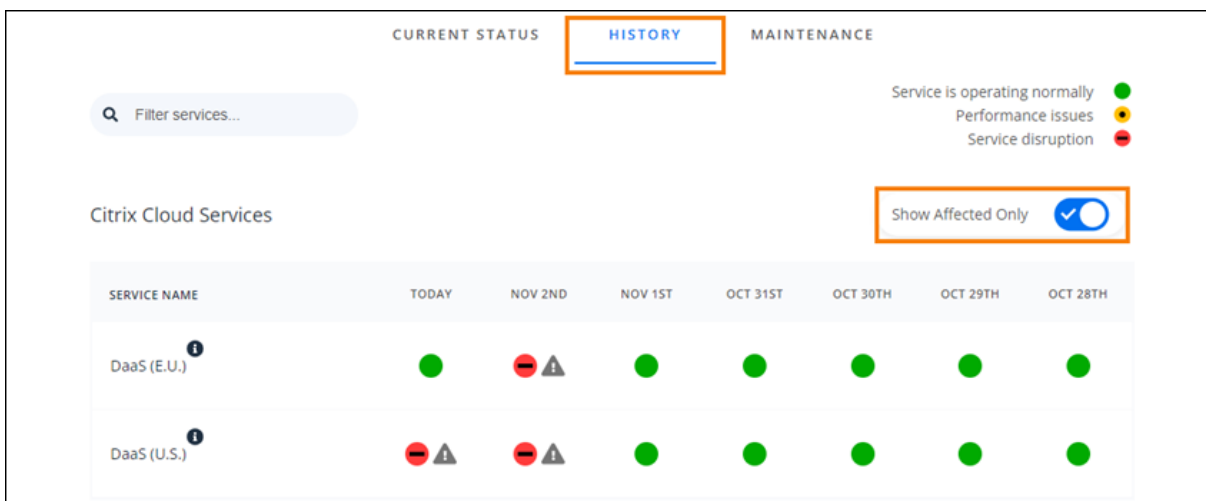 CURRENT STATUS HISTORY MAINTENANCE
Filter services...
Service is operating normally
Performance issues
Service disruption
Citrix Cloud Services
Show Affected Only
SERVICE NAME TODAY NOV 2ND NOV 1ST OCT 31ST OCT 30TH OCT 29TH OCT 28TH
DaaS (E.U.)
DaaS (U.S.)